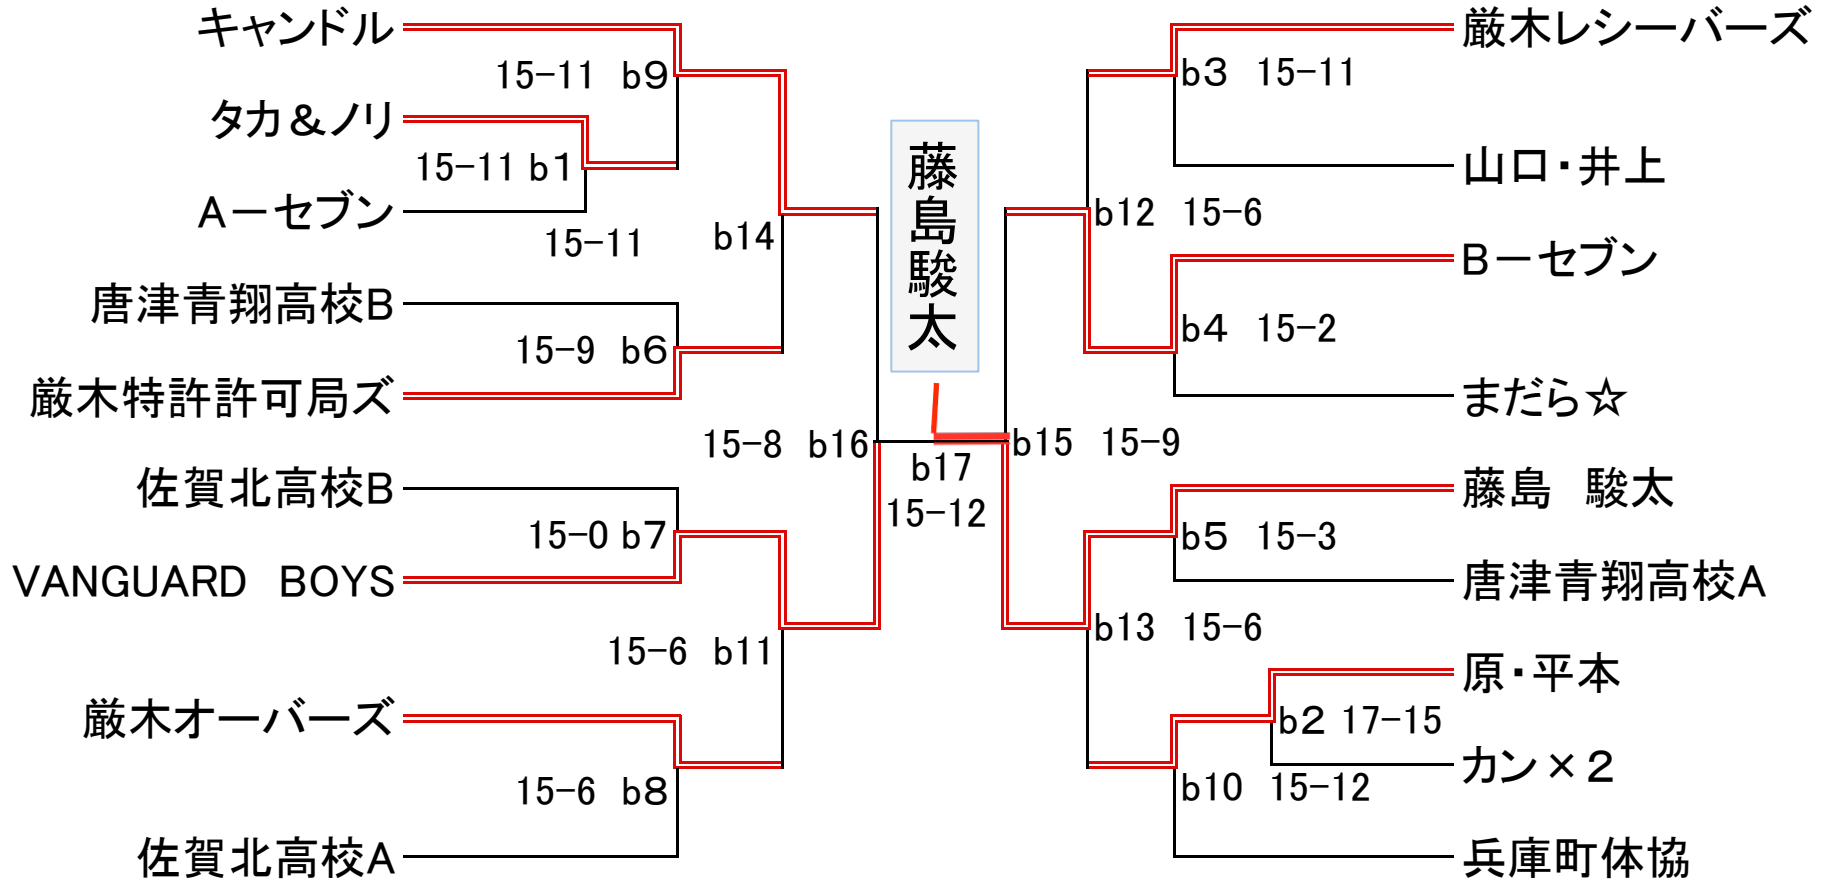 キャンドル
15-11 b9
タカ&ノリ
15-11 b1
A-セブン
15-11 b14
唐津青翔高校B
15-9 b6
厳木特許許可局ズ
15-8 b16
佐賀北高校B
15-0 b7
VANGUARD BOYS
15-6 b11
厳木オーバーズ
15-6 b8
佐賀北高校A
藤島駿太
b17
15-12
厳木レシーバーズ
b3 15-11
山口・井上
b12 15-6
B-セブン
b4 15-2
まだら☆
b15 15-9
藤島 駿太
b5 15-3
唐津青翔高校A
b13 15-6
原・平本
b2 17-15
カン×2
b10 15-12
兵庫町体協